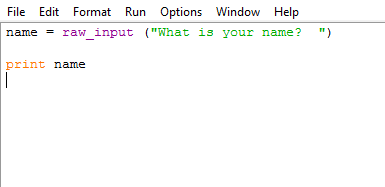 File Edit Format Run Options Window Help
name = raw_input ("What is your name?  ")
print name